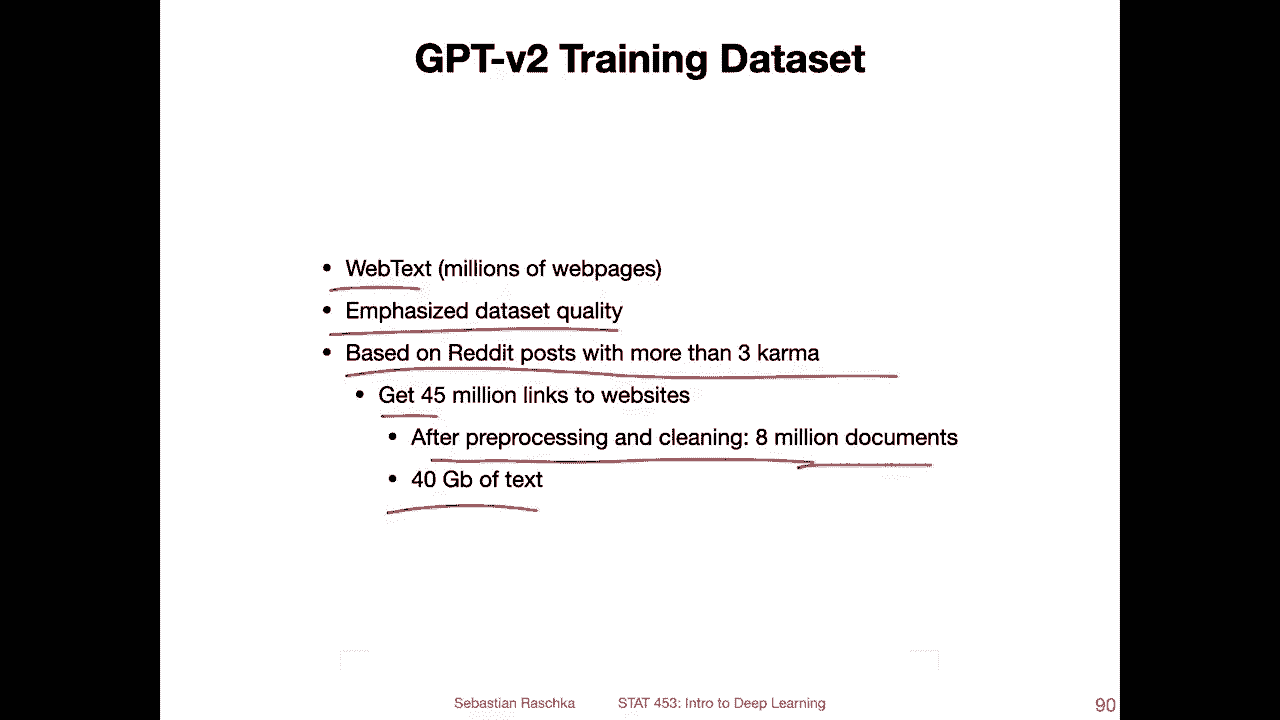 GPT-v2 Training Dataset
• WebText (millions of webpages)
• Emphasized dataset quality
• Based on Reddit posts with more than 3 karma
• Get 45 million links to websites
• After preprocessing and cleaning: 8 million documents
• 40 Gb of text
Sebastian Raschka STAT 453: Intro to Deep Learning 90